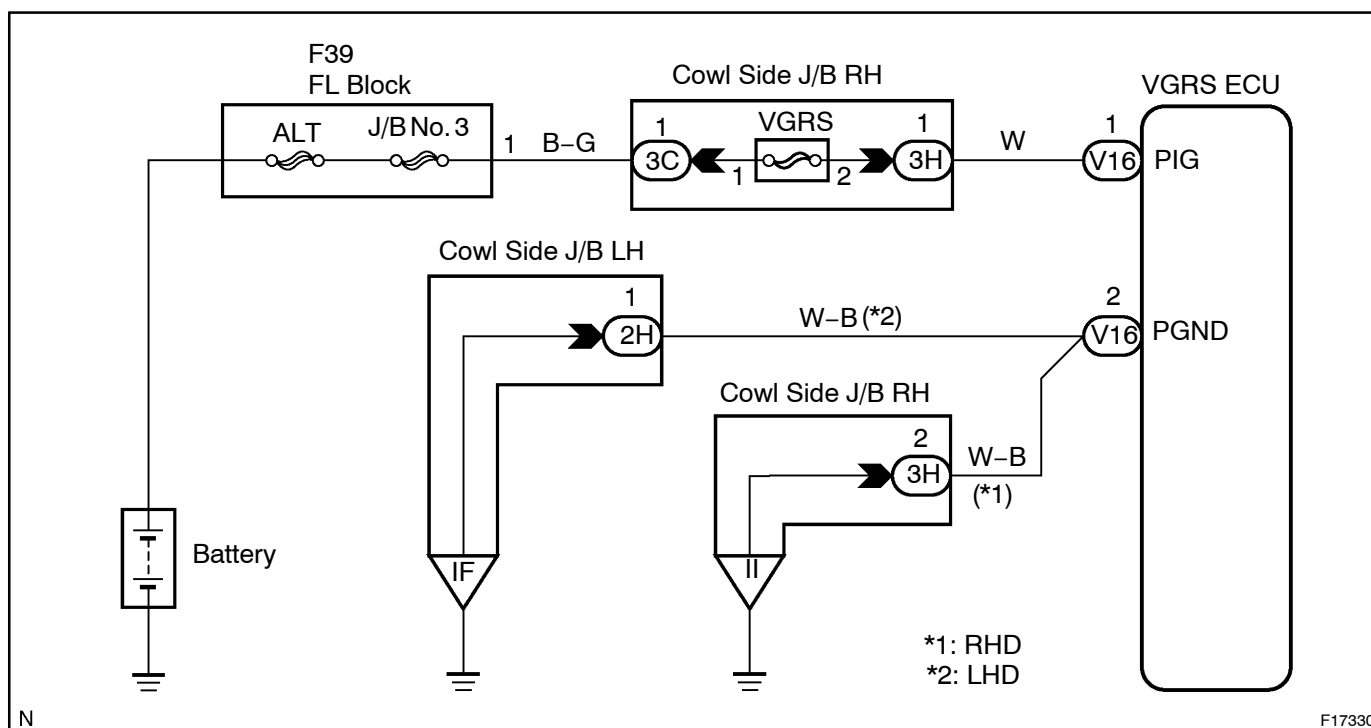 F39
FL Block
ALT
J/B No. 3
1
B–G
Cowl Side J/B RH
1
3C
1
VGRS
2
1
3H
W
VGRS ECU
1
V16
PIG
Cowl Side J/B LH
1
2H
W–B (*2)
2
V16
PGND
Cowl Side J/B RH
2
3H
W–B
(*1)
Battery
IF
II
*1: RHD
*2: LHD
N
F17330